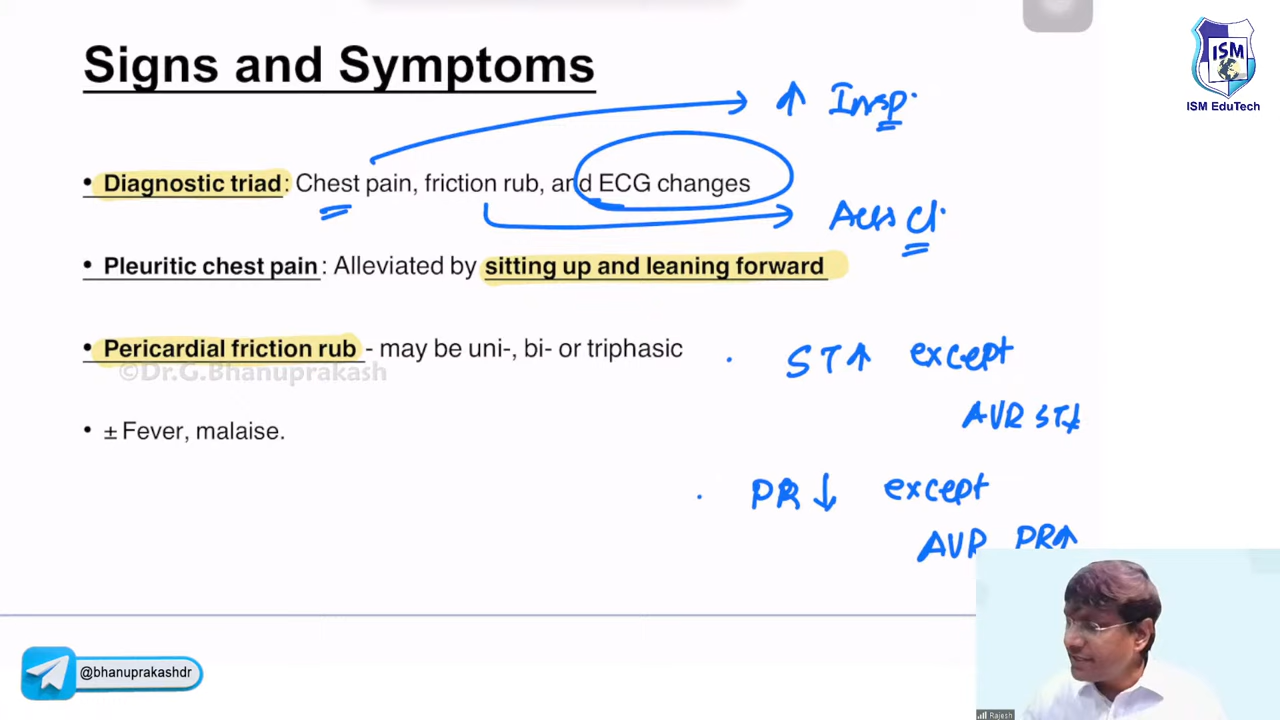 Signs and Symptoms
ISM
ISM EduTech
↑ Insp.
• Diagnostic triad: Chest pain, friction rub, and ECG changes
• Pleuritic chest pain: Alleviated by sitting up and leaning forward
• Pericardial friction rub - may be uni-, bi- or triphasic
©Dr.G.Bhanuprakash
• ST↑ except
AVR ST↓
• ± Fever, malaise.
• PR ↓ except
AVR PR↑
@bhanuprakashdr
Rajesh